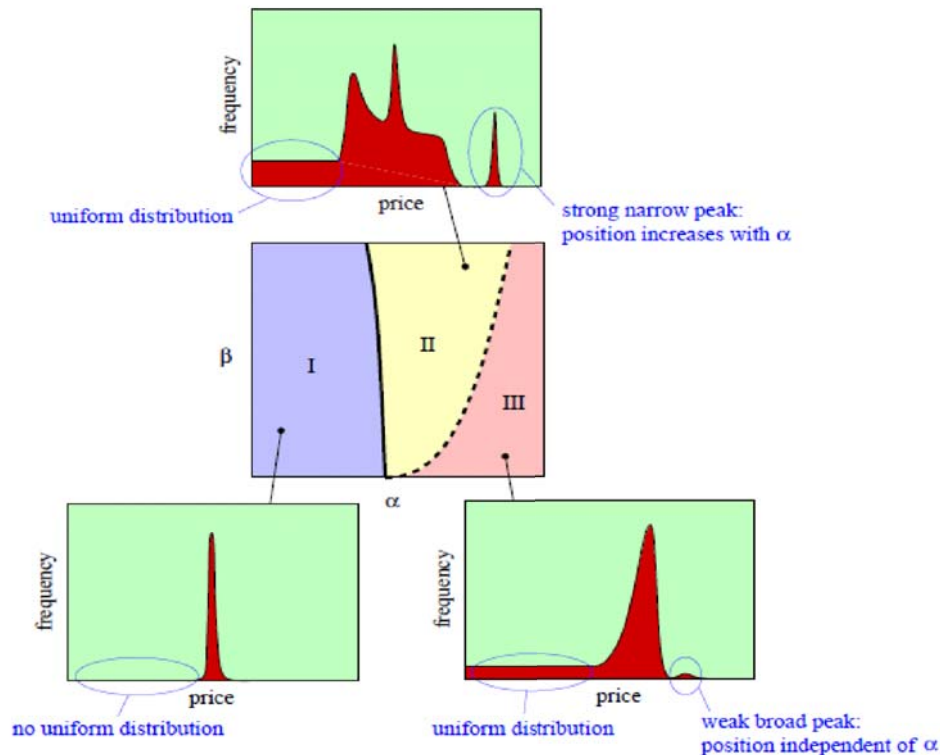 frequency
price
uniform distribution
strong narrow peak:
position increases with α
β
I
II
III
α
frequency
price
no uniform distribution
frequency
price
uniform distribution
weak broad peak:
position independent of α